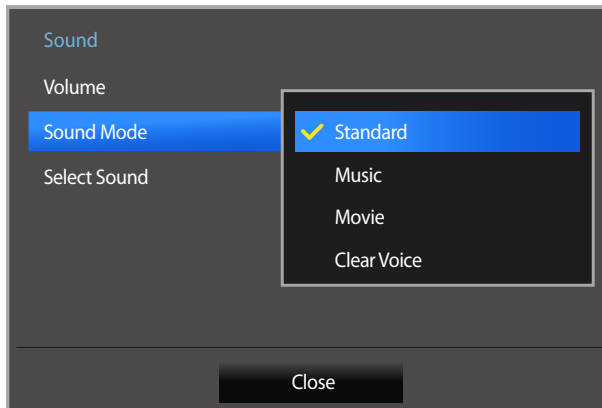 Sound
Volume
Sound Mode
Standard
Select Sound
Music
Movie
Clear Voice
Close